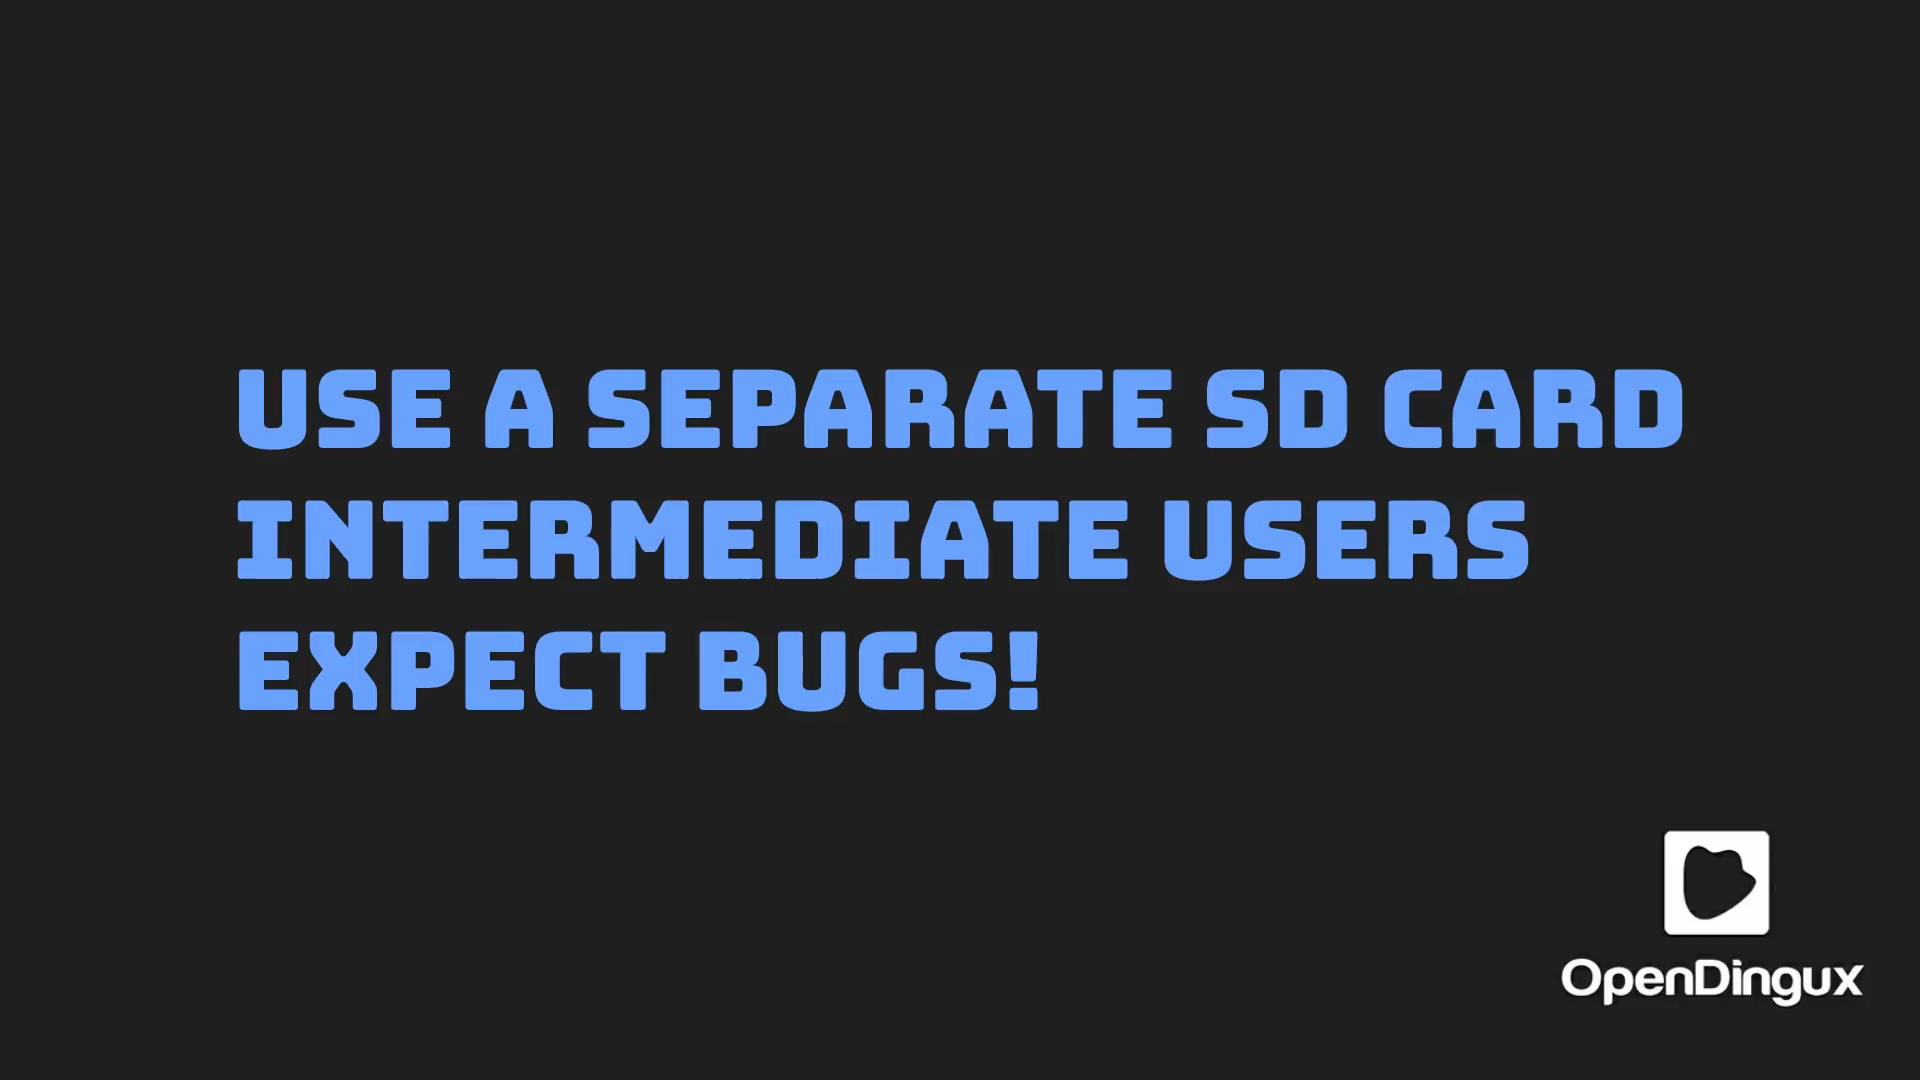 USE A SEPARATE SD CARD
INTERMEDIATE USERS
EXPECT BUGS!
OpenDingux